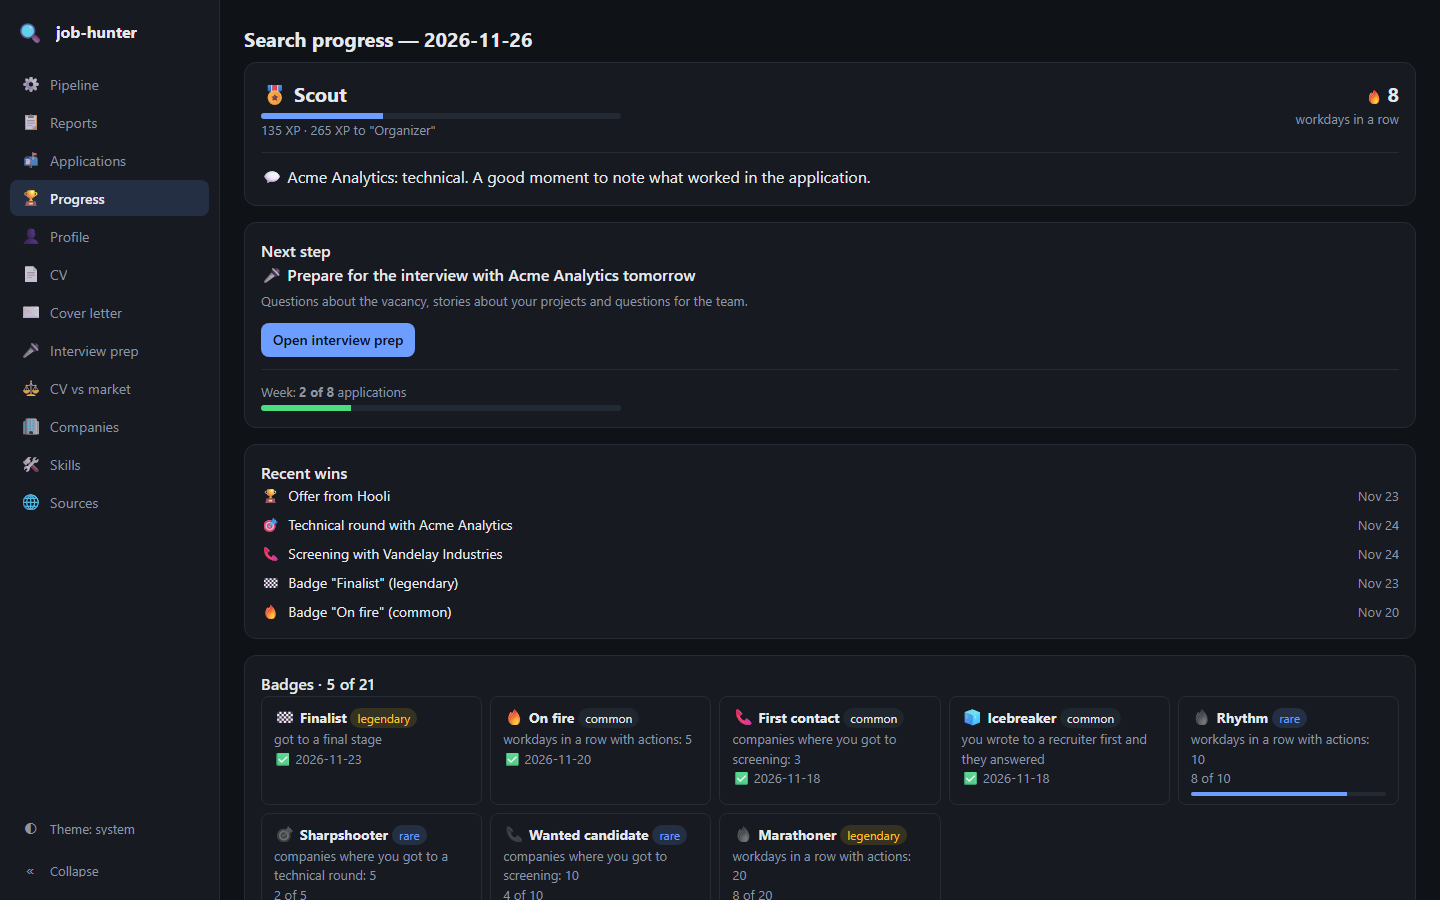 job-hunter
Pipeline
Reports
Applications
Progress
Profile
CV
Cover letter
Interview prep
CV vs market
Companies
Skills
Sources
Theme: system
« Collapse
Search progress — 2026-11-26
Scout
8
135 XP · 265 XP to "Organizer"
workdays in a row
Acme Analytics: technical. A good moment to note what worked in the application.
Next step
Prepare for the interview with Acme Analytics tomorrow
Questions about the vacancy, stories about your projects and questions for the team.
Open interview prep
Week: 2 of 8 applications
Recent wins
Offer from Hooli Nov 23
Technical round with Acme Analytics Nov 24
Screening with Vandelay Industries Nov 24
Badge "Finalist" (legendary) Nov 23
Badge "On fire" (common) Nov 20
Badges · 5 of 21
Finalist legendary
got to a final stage
2026-11-23
On fire common
workdays in a row with actions: 5
2026-11-20
First contact common
companies where you got to
screening: 3
2026-11-18
Icebreaker common
you wrote to a recruiter first and
they answered
2026-11-18
Rhythm rare
workdays in a row with actions:
10
8 of 10
Sharpshooter rare
companies where you got to a
technical round: 5
2 of 5
Wanted candidate rare
companies where you got to
screening: 10
4 of 10
Marathoner legendary
workdays in a row with actions:
20
8 of 20